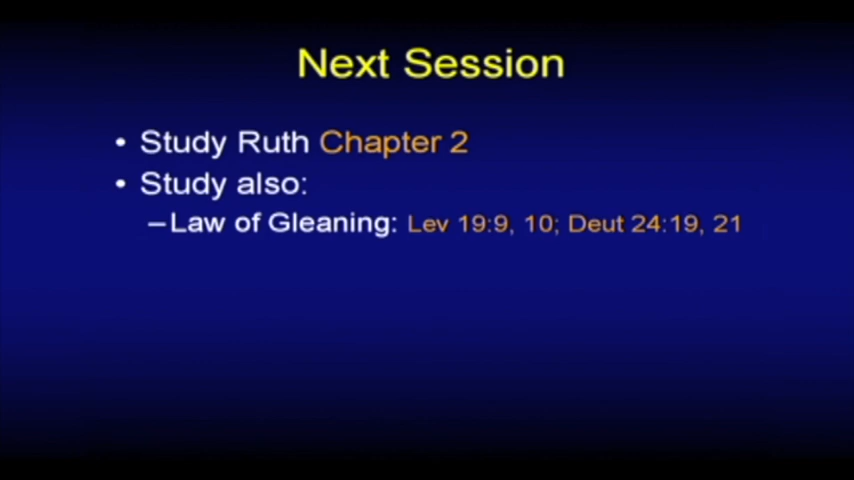 Next Session
• Study Ruth Chapter 2
• Study also:
–Law of Gleaning: Lev 19:9, 10; Deut 24:19, 21